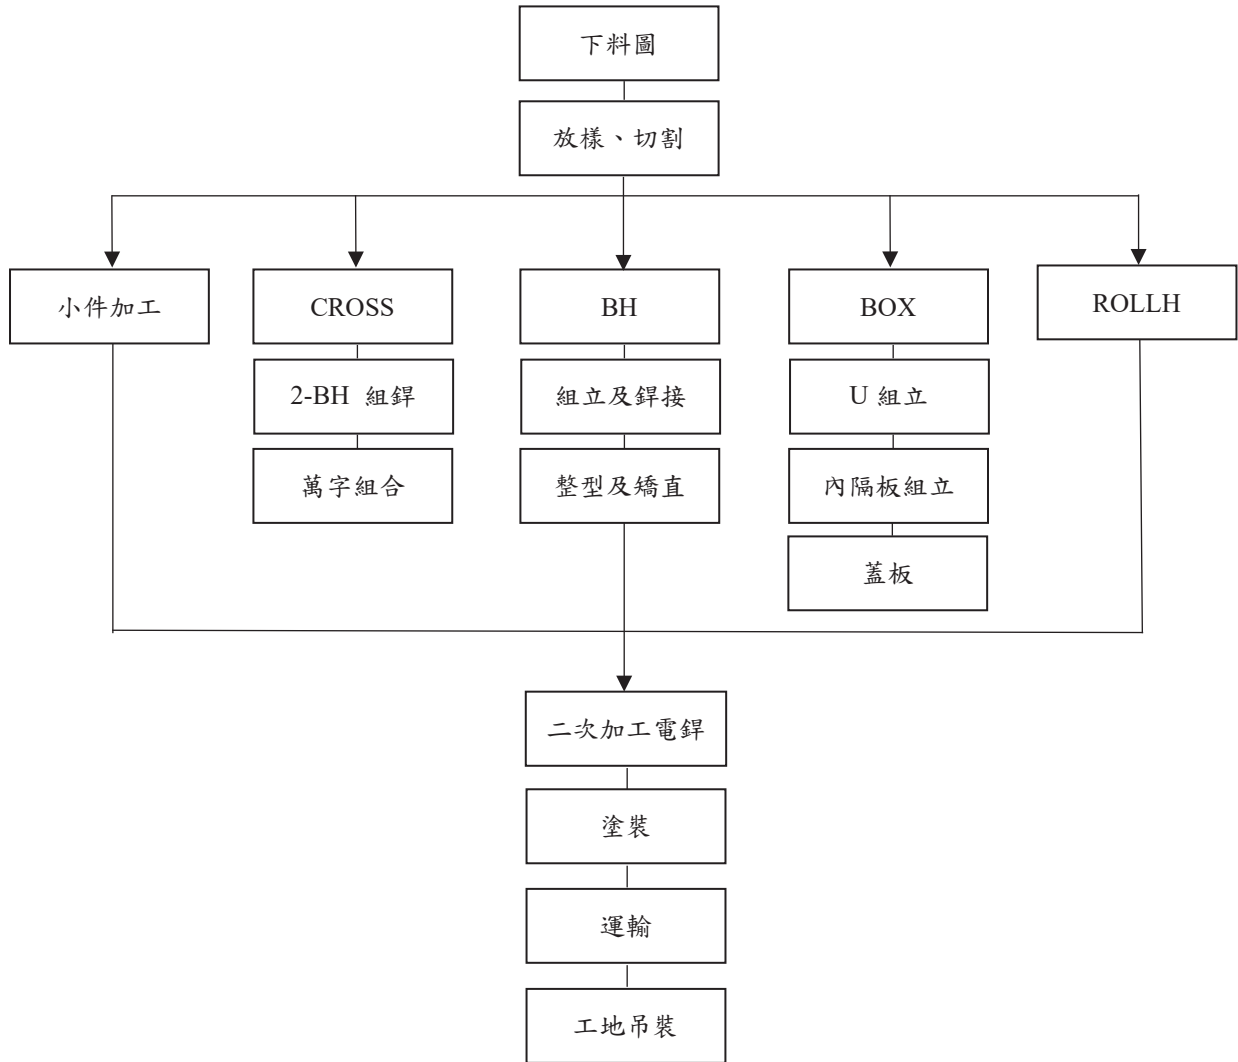 下料圖
放樣、切割
小件加工
CROSS
BH
BOX
ROLLH
2-BH 組銲
組立及銲接
U 組立
萬字組合
整型及矯直
內隔板組立
蓋板
二次加工電銲
塗裝
運輸
工地吊裝